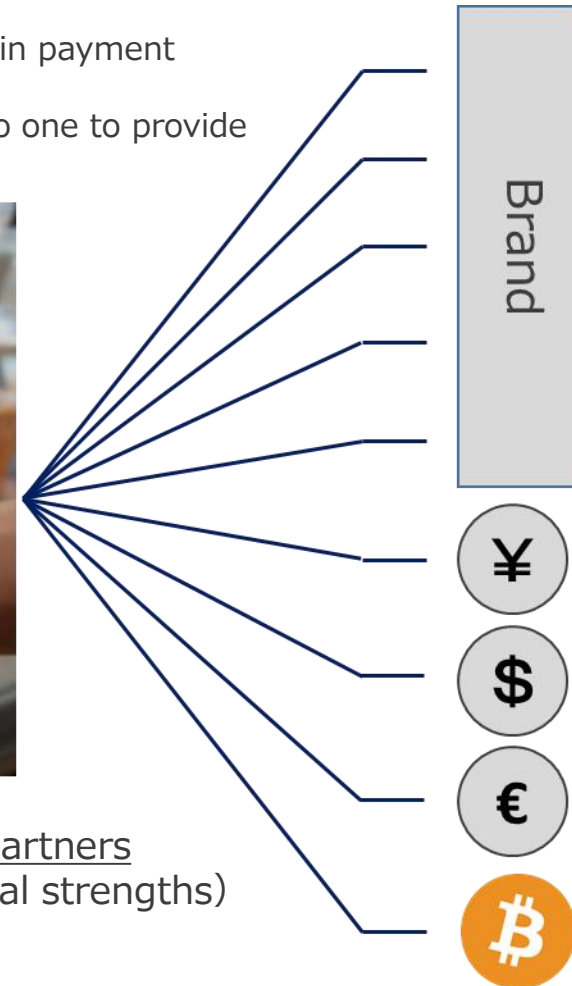 in payment
o one to provide
Brand
¥
$
€
₿
artners
al strengths)